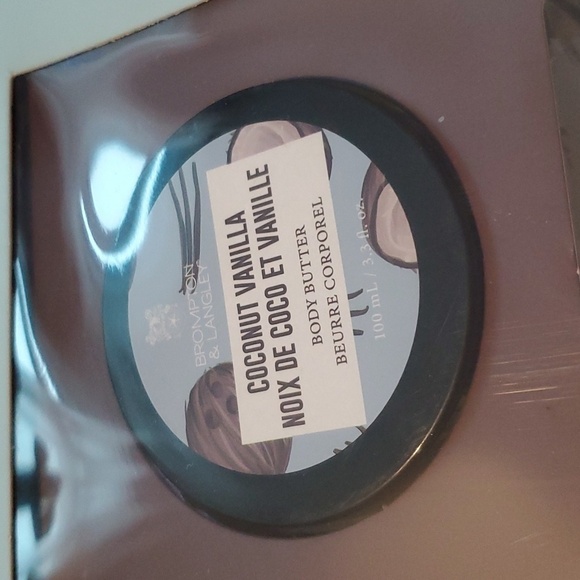 BROMPTON
& LANGLEY®
COCONUT VANILLA
NOIX DE COCO ET VANILLE
BODY BUTTER
BEURRE CORPOREL
100 mL / 3.3 fl. oz.